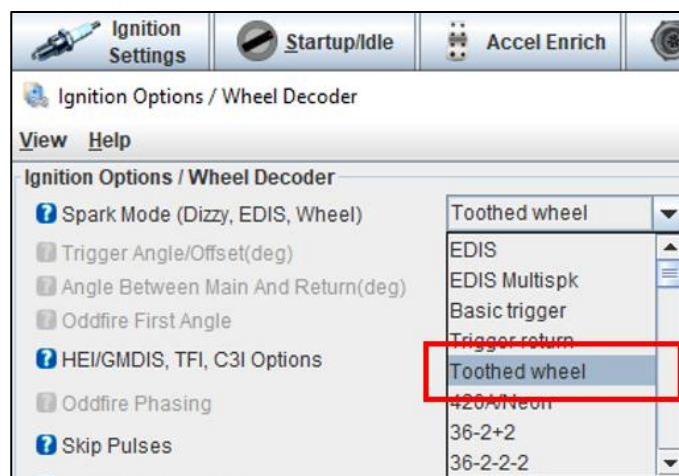 Ignition
Settings
Startup/Idle
Accel Enrich
Ignition Options / Wheel Decoder
View Help
Ignition Options / Wheel Decoder
Spark Mode (Dizzy, EDIS, Wheel)
Toothed wheel
Trigger Angle/Offset(deg)
Angle Between Main And Return(deg)
Oddfire First Angle
HEI/GMDIS, TFI, C3I Options
Oddfire Phasing
Skip Pulses
EDIS
EDIS Multispk
Basic trigger
Trigger return
Toothed wheel
420A/Neon
36-2+2
36-2-2-2